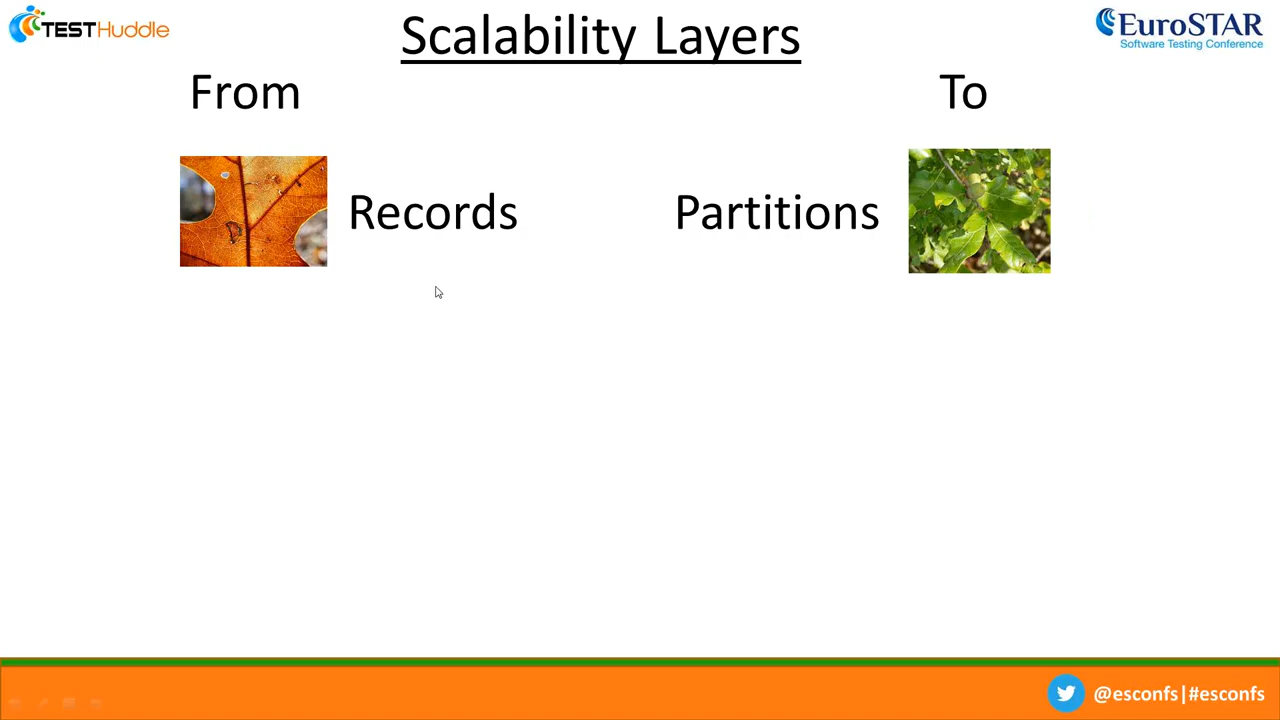 TESTHuddle
Scalability Layers
EuroSTAR
Software Testing Conference
From
To
Records
Partitions
@esconfs|#esconfs